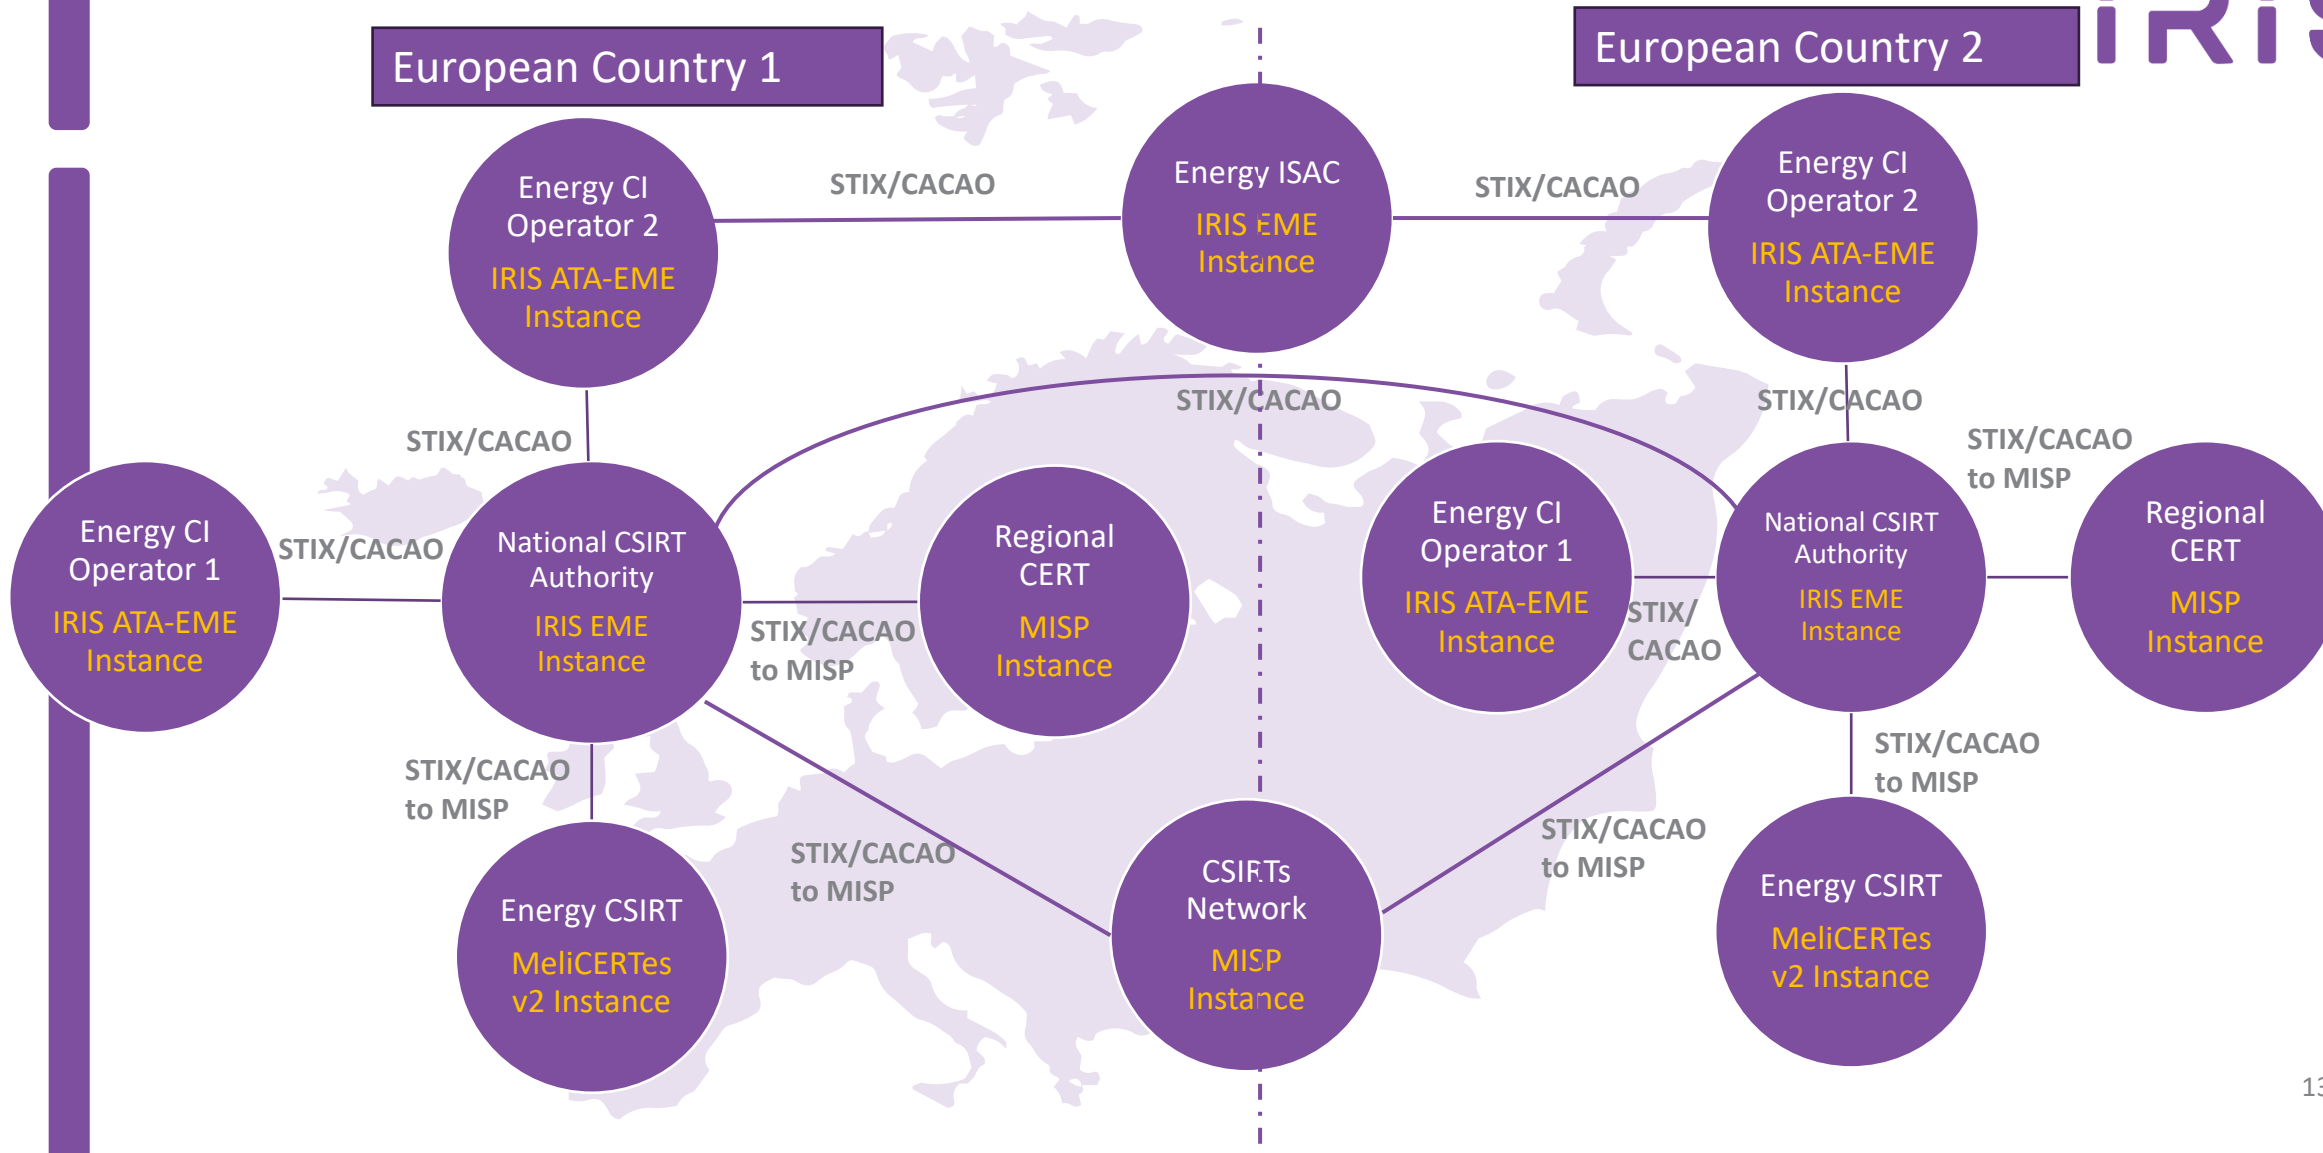 European Country 1
European Country 2
iRiS
Energy CI
Operator 2
IRIS ATA-EME
Instance
STIX/CACAO
Energy ISAC
IRIS EME
Instance
STIX/CACAO
Energy CI
Operator 2
IRIS ATA-EME
Instance
STIX/CACAO
STIX/CACAO
STIX/CACAO
STIX/CACAO
to MISP
Energy CI
Operator 1
IRIS ATA-EME
Instance
STIX/CACAO
National CSIRT
Authority
IRIS EME
Instance
STIX/CACAO
to MISP
Regional
CERT
MISP
Instance
Energy CI
Operator 1
IRIS ATA-EME
Instance
STIX/
CACAO
National CSIRT
Authority
IRIS EME
Instance
Regional
CERT
MISP
Instance
STIX/CACAO
to MISP
STIX/CACAO
to MISP
STIX/CACAO
to MISP
STIX/CACAO
to MISP
Energy CSIRT
MeliCERTes
v2 Instance
CSIRTs
Network
MISP
Instance
Energy CSIRT
MeliCERTes
v2 Instance
13